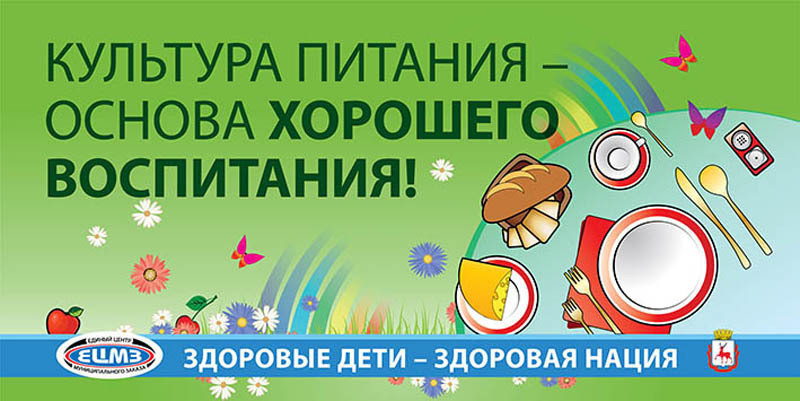 КУЛЬТУРА ПИТАНИЯ –
ОСНОВА ХОРОШЕГО
ВОСПИТАНИЯ!
ЕДИНЫЙ ЦЕНТР
ЕЦМЗ
МУНИЦИПАЛЬНОГО ЗАКАЗА
ЗДОРОВЫЕ ДЕТИ – ЗДОРОВАЯ НАЦИЯ